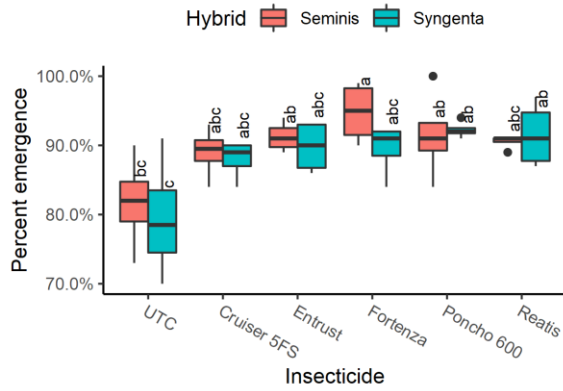 Hybrid Seminis Syngenta
Percent emergence
100.0%
90.0%
80.0%
70.0%
bc
c
abc
abc
ab
abc
a
abc
ab
ab
abc
ab
UTC
Cruiser 5FS
Entrust
Fortenza
Poncho 600
Reatis
Insecticide